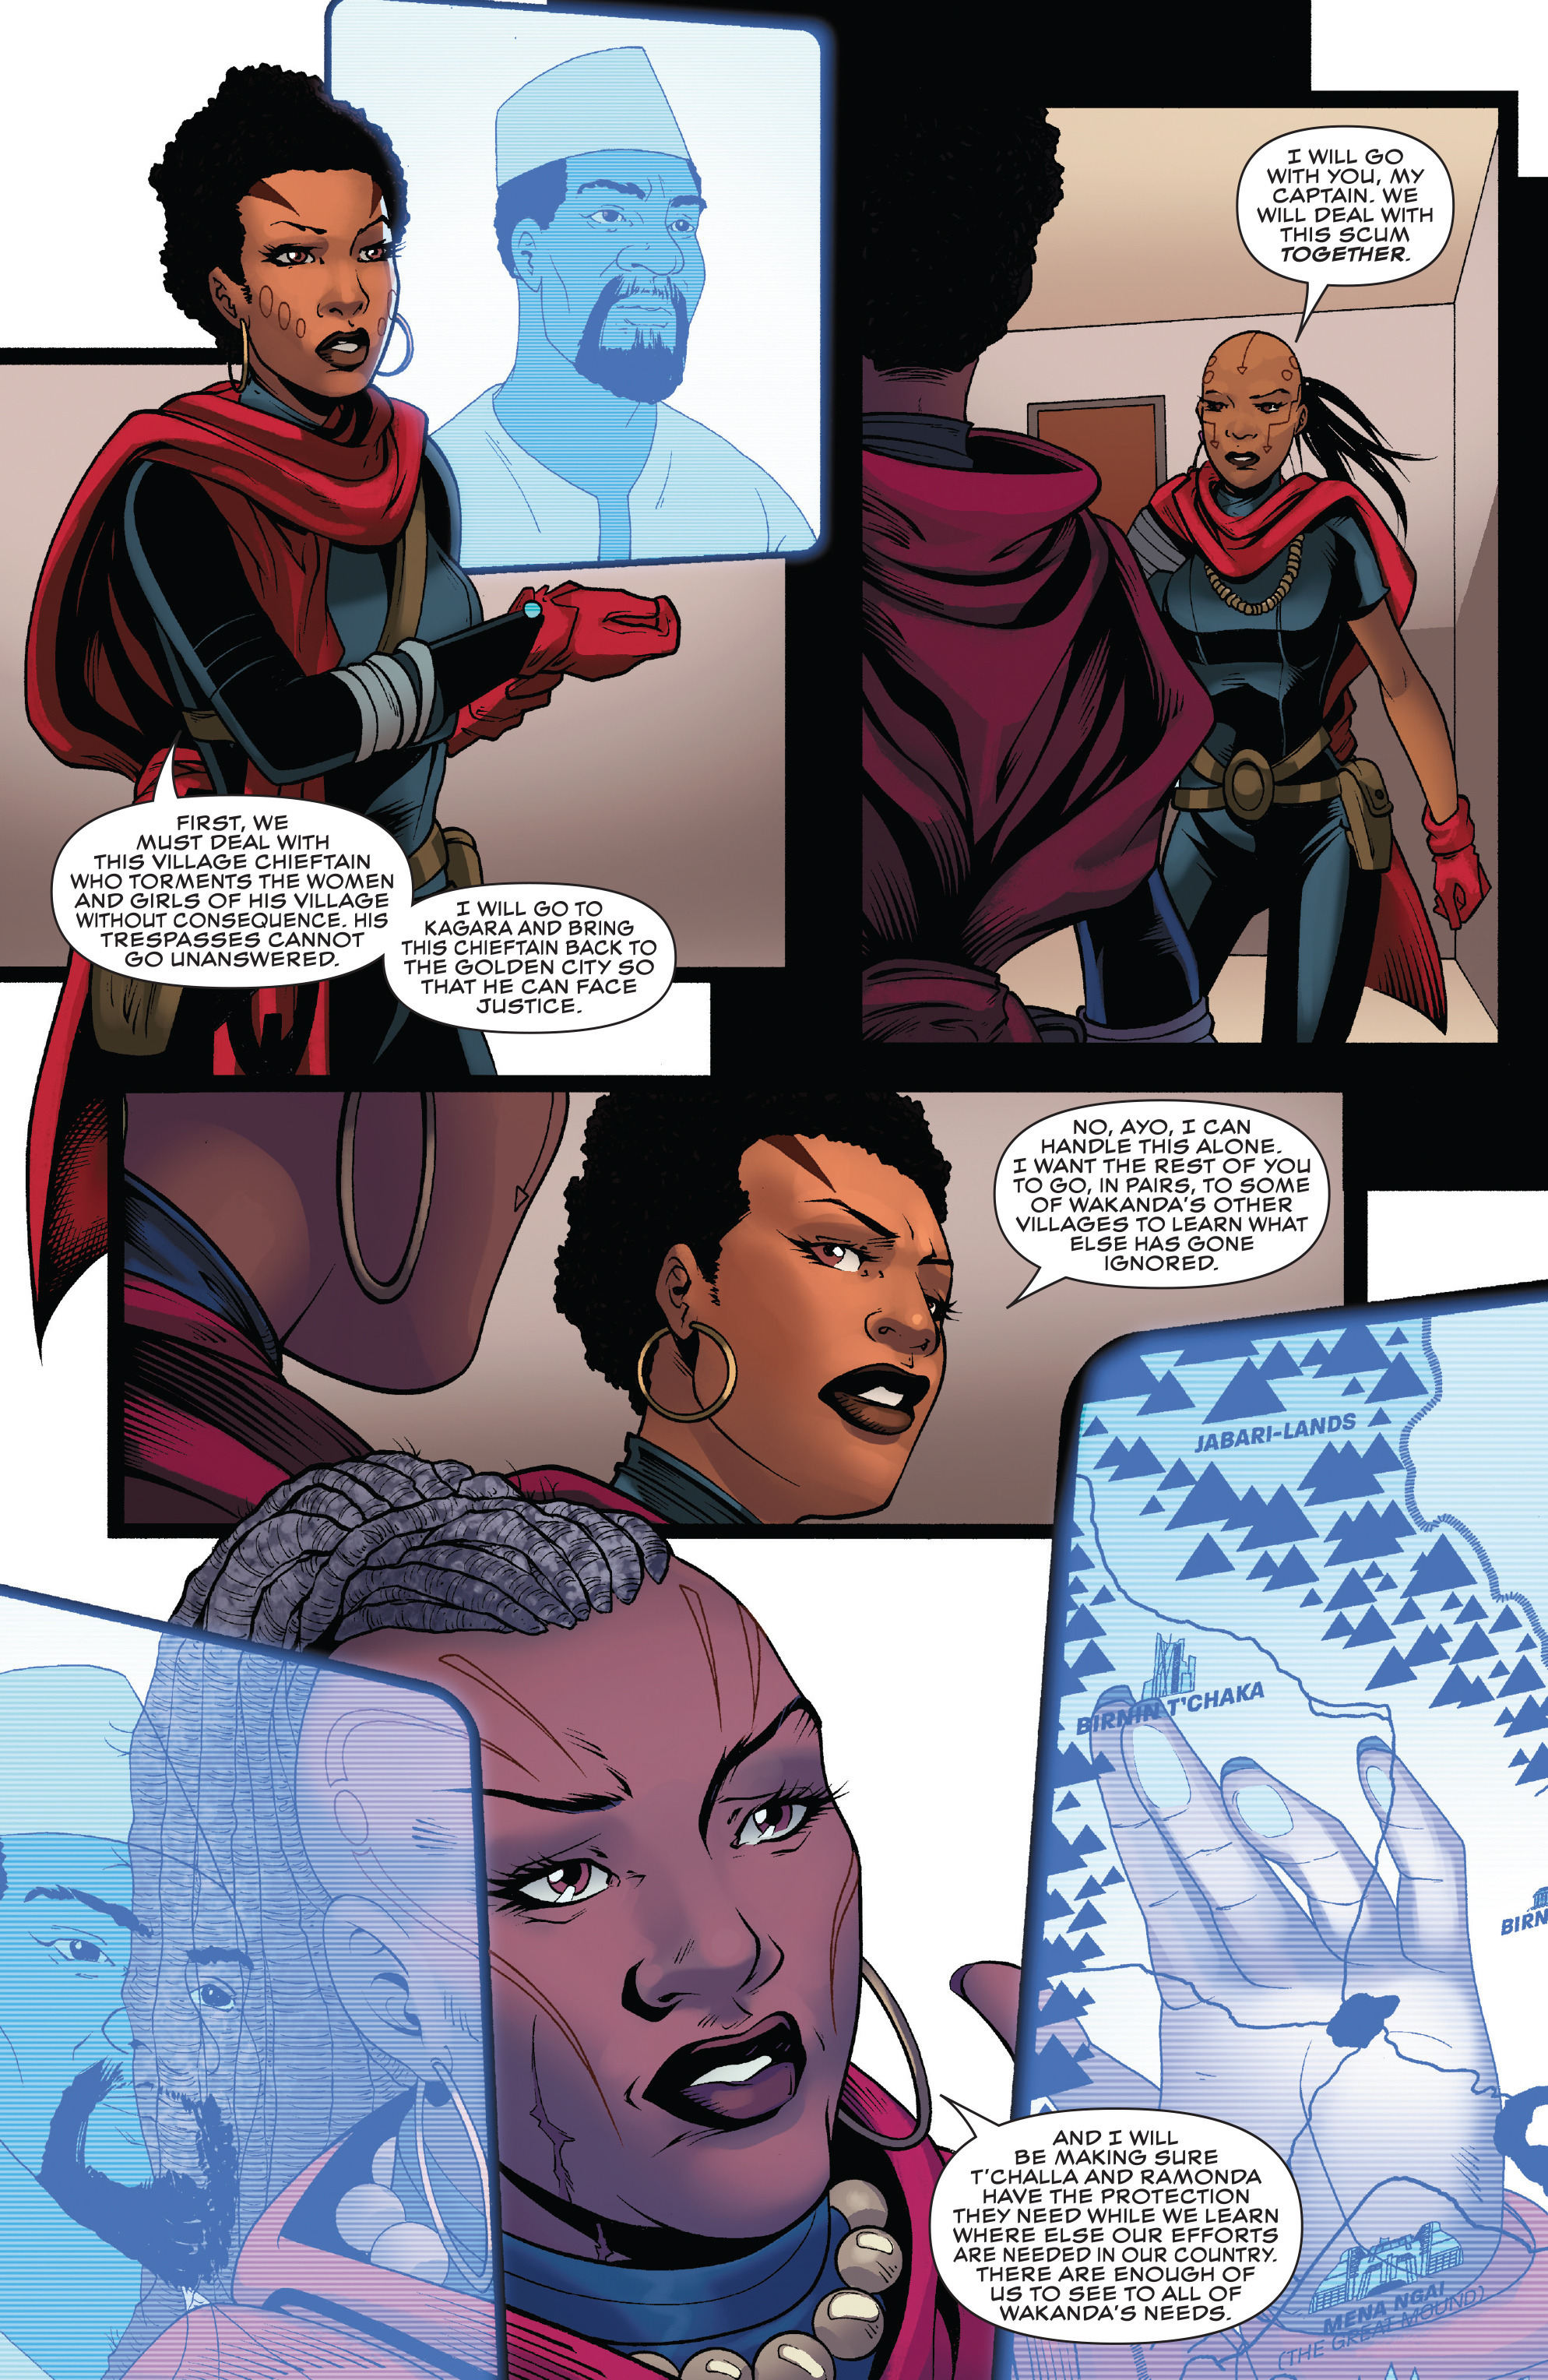 FIRST, WE
MUST DEAL WITH
THIS VILLAGE CHIEFTAIN
WHO TORMENTS THE WOMEN
AND GIRLS OF HIS VILLAGE
WITHOUT CONSEQUENCE. HIS
TRESPASSES CANNOT
GO UNANSWERED.
I WILL GO TO
KAGARA AND BRING
THIS CHIEFTAIN BACK TO
THE GOLDEN CITY SO
THAT HE CAN FACE
JUSTICE.
I WILL GO
WITH YOU, MY
CAPTAIN. WE
WILL DEAL WITH
THIS SCUM
TOGETHER.
NO, AYO, I CAN
HANDLE THIS ALONE.
I WANT THE REST OF YOU
TO GO, IN PAIRS, TO SOME
OF WAKANDA'S OTHER
VILLAGES TO LEARN WHAT
ELSE HAS GONE
IGNORED.
JABARI-LANDS
BIRNIN T'CHAKA
BIRN
AND I WILL
BE MAKING SURE
T'CHALLA AND RAMONDA
HAVE THE PROTECTION
THEY NEED WHILE WE LEARN
WHERE ELSE OUR EFFORTS
ARE NEEDED IN OUR COUNTRY.
THERE ARE ENOUGH OF
US TO SEE TO ALL OF
WAKANDA'S NEEDS.
MENA NGAI
(THE GREAT MOUND)